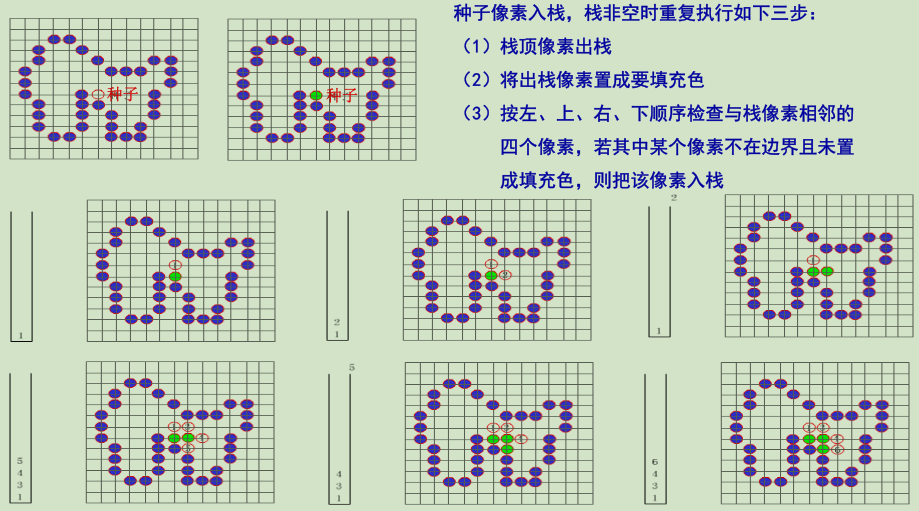 种子像素入栈，栈非空时重复执行如下三步：
（1）栈顶像素出栈
（2）将出栈像素置成要填充色
（3）按左、上、右、下顺序检查与栈像素相邻的
四个像素，若其中某个像素不在边界且未置
成填充色，则把该像素入栈
种子
种子
1
1
2
1
1
2
2
1
1
5
4
3
1
5
4
3
1
6
4
3
1